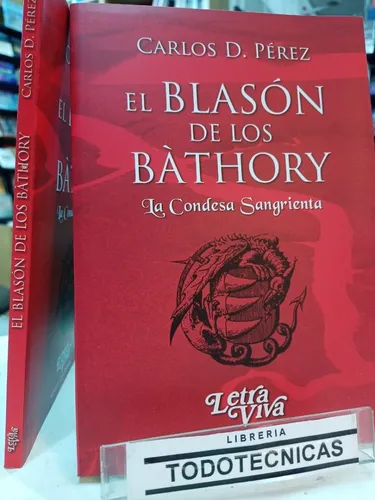 CARLOS D. PÉREZ
EL BLASÓN
DE LOS
BÀTHORY
La Condesa Sangrienta
Letra
Viva
LIBRERIA
TODOTECNICAS
EL BLASÓN DE LOS BÀTHORY
CARLOS D. PÉREZ
Letra
Viva